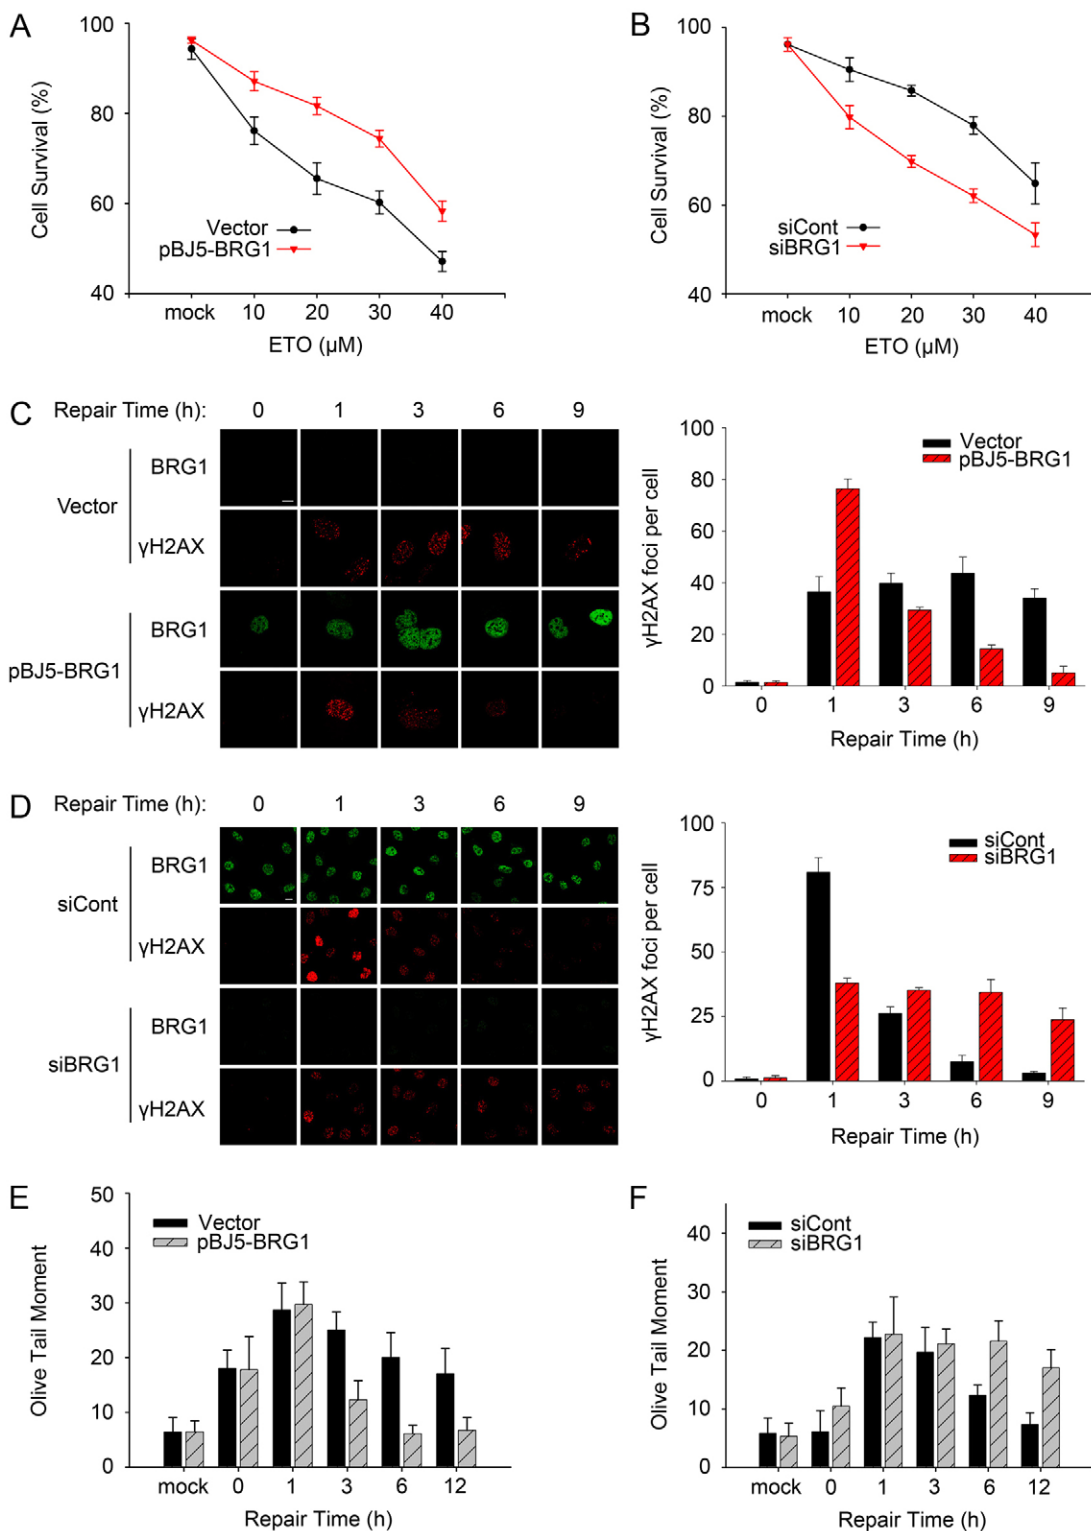 A
100
80
60
40
Cell Survival (%)
Vector
pBJ5-BRG1
mock 10 20 30 40
ETO (µM)
B
100
80
60
40
Cell Survival (%)
siCont
siBRG1
mock 10 20 30 40
ETO (µM)
C
Repair Time (h): 0 1 3 6 9
Vector
BRG1
γH2AX
pBJ5-BRG1
BRG1
γH2AX
100
80
60
40
20
0
γH2AX foci per cell
Vector
pBJ5-BRG1
0 1 3 6 9
Repair Time (h)
D
Repair Time (h): 0 1 3 6 9
siCont
BRG1
γH2AX
siBRG1
BRG1
γH2AX
100
75
50
25
0
γH2AX foci per cell
siCont
siBRG1
0 1 3 6 9
Repair Time (h)
E
50
40
30
20
10
0
Olive Tail Moment
Vector
pBJ5-BRG1
mock 0 1 3 6 12
Repair Time (h)
F
40
30
20
10
0
Olive Tail Moment
siCont
siBRG1
mock 0 1 3 6 12
Repair Time (h)